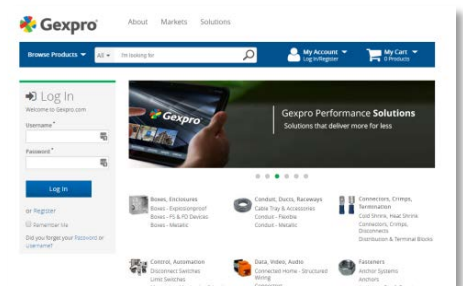 Gexpro
About Markets Solutions
Browse Products All I'm looking for
My Account
Log In/Register
My Cart
0 Products
Log In
Welcome to Gexpro.com
Username *
Password *
Log In
or Register
Remember Me
Did you forget your Password or
username?
Gexpro
Gexpro Performance Solutions
Solutions that deliver more for less
Boxes, Enclosures
Boxes - Explosionproof
Boxes - FS & FD Devices
Boxes - Metallic
Conduit, Ducts, Raceways
Cable Tray & Accessories
Conduit - Flexible
Conduit - Metallic
Connectors, Crimps,
Termination
Cold Shrink, Heat Shrink
Connectors, Crimps,
Disconnects
Distribution & Terminal Blocks
Control, Automation
Disconnect Switches
Limit Switches
Data, Video, Audio
Connected Home - Structured
Wiring
Connectors
Fasteners
Anchor Systems
Anchors